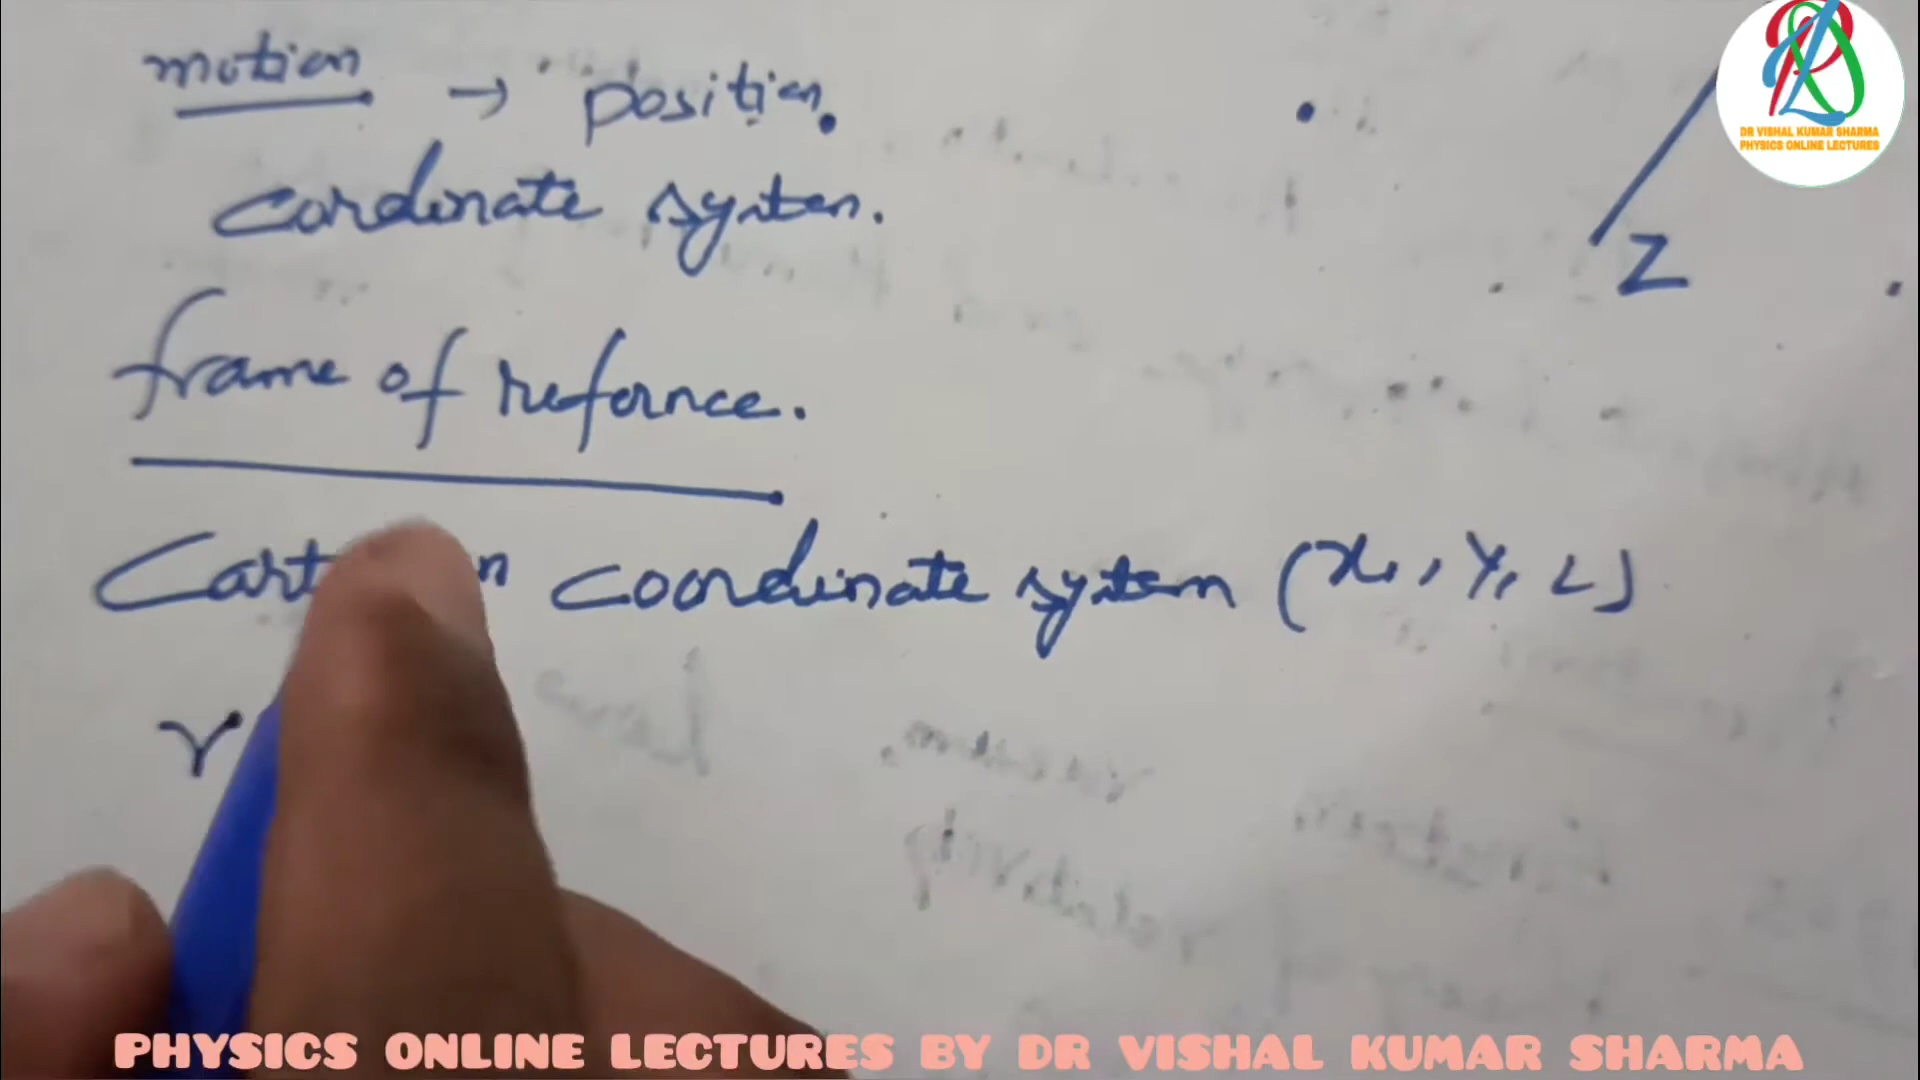 motion → position.
Z
cordinate system.
frame of refernce.
coordinate system (x, y, z)
r
DR VISHAL KUMAR SHARMA
PHYSICS ONLINE LECTURES
PHYSICS ONLINE LECTURES BY DR VISHAL KUMAR SHARMA